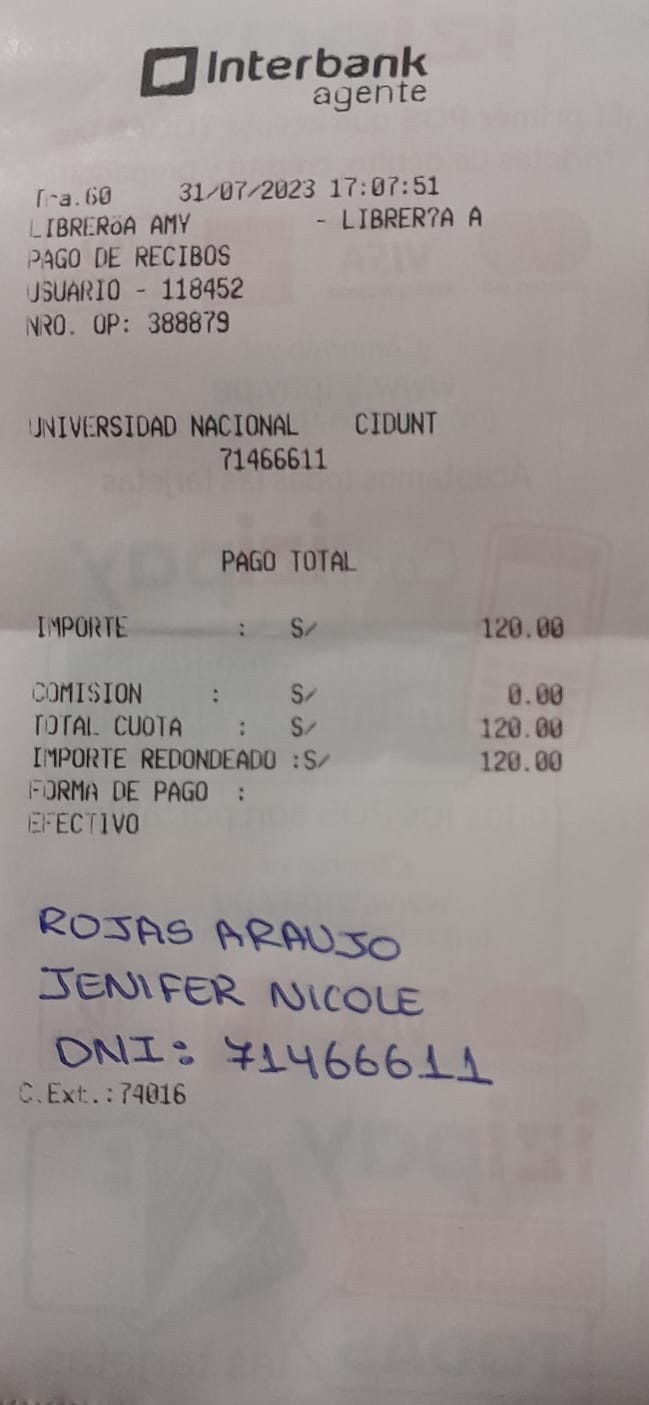 Interbank
agente
Tra.60 31/07/2023 17:07:51
LIBRERöA AMY - LIBRER?A A
PAGO DE RECIBOS
USUARIO - 118452
NRO. OP: 388879
UNIVERSIDAD NACIONAL CIDUNT
71466611
PAGO TOTAL
IMPORTE : S/ 120.00
COMISION : S/ 0.00
TOTAL CUOTA : S/ 120.00
IMPORTE REDONDEADO :S/ 120.00
FORMA DE PAGO :
EFECTIVO
ROJAS ARAUJO
JENIFER NICOLE
DNI: 71466611
C.Ext.:74016